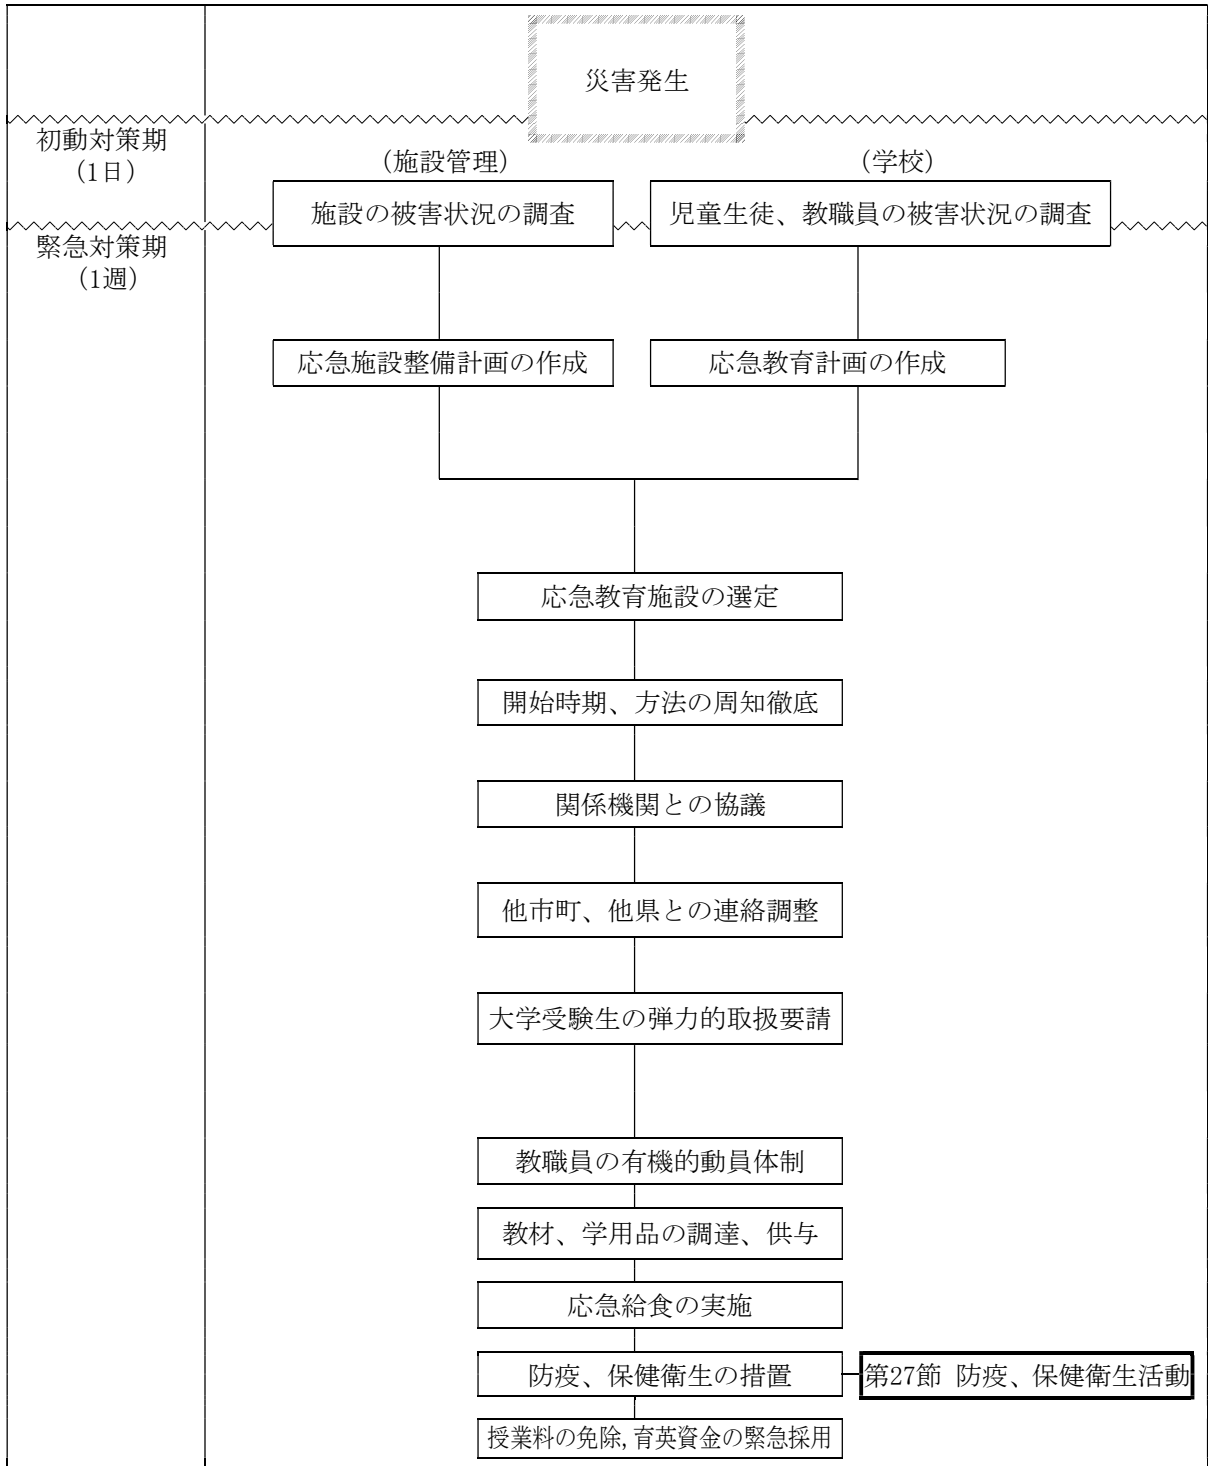 災害発生
初動対策期
(1日)
(施設管理)
(学校)
施設の被害状況の調査
児童生徒、教職員の被害状況の調査
緊急対策期
(1週)
応急施設整備計画の作成
応急教育計画の作成
応急教育施設の選定
開始時期、方法の周知徹底
関係機関との協議
他市町、他県との連絡調整
大学受験生の弾力的取扱要請
教職員の有機的動員体制
教材、学用品の調達、供与
応急給食の実施
防疫、保健衛生の措置
第27節 防疫、保健衛生活動
授業料の免除,育英資金の緊急採用